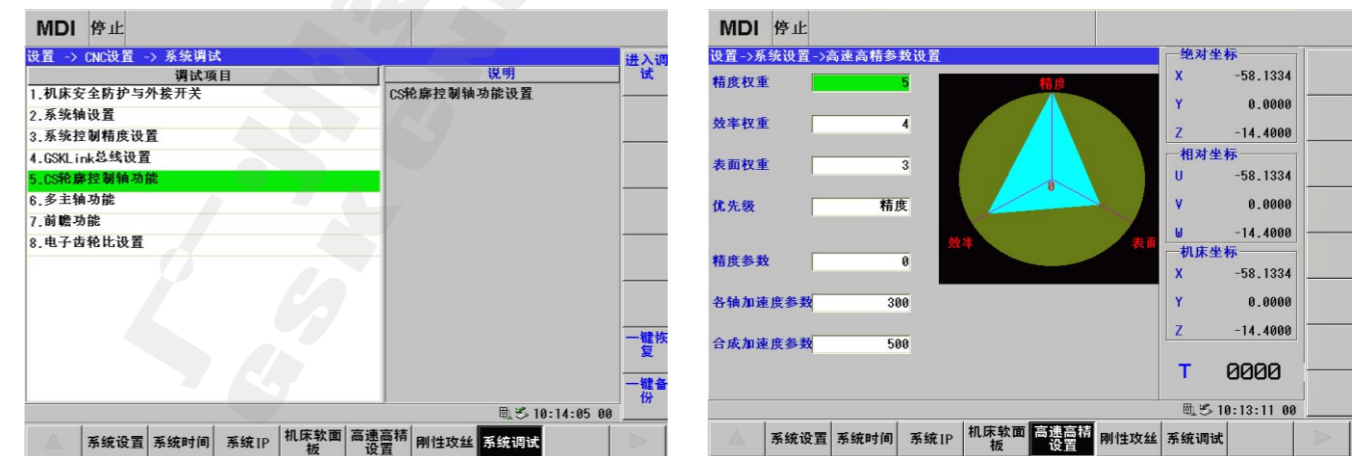 MDI 停止
设置 -> CNC设置 -> 系统调试
调试项目
说明
1.机床安全防护与外接开关
2.系统轴设置
3.系统控制精度设置
4.GSKLink总线设置
5.CS轮廓控制轴功能
6.多主轴功能
7.前瞻功能
8.电子齿轮比设置
CS轮廓控制轴功能设置
进入调
试
一键恢
复
一键备
份
10:14:05 00
系统设置 系统时间 系统IP 机床软面板 高速高精设置 刚性攻丝 系统调试
MDI 停止
设置->系统设置->高速高精参数设置
精度权重 5
效率权重 4
表面权重 3
优先级 精度
精度参数 0
各轴加速度参数 300
合成加速度参数 500
精度
0
效率
表面
绝对坐标
X -58.1334
Y 0.0000
Z -14.4000
相对坐标
U -58.1334
V 0.0000
W -14.4000
机床坐标
X -58.1334
Y 0.0000
Z -14.4000
T 0000
10:13:11 00
系统设置 系统时间 系统IP 机床软面板 高速高精设置 刚性攻丝 系统调试